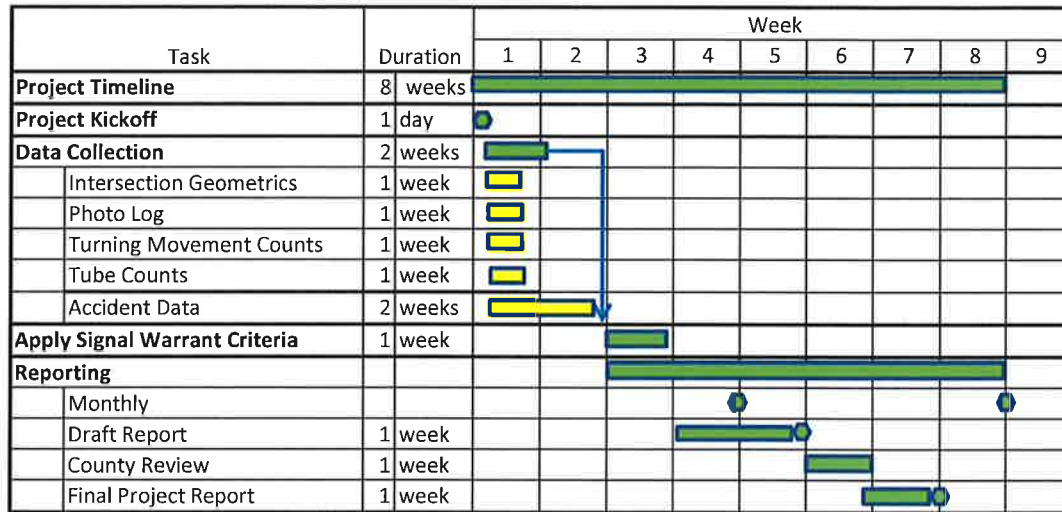 Week
Task Duration 1 2 3 4 5 6 7 8 9
Project Timeline 8 weeks
Project Kickoff 1 day
Data Collection 2 weeks
Intersection Geometrics 1 week
Photo Log 1 week
Turning Movement Counts 1 week
Tube Counts 1 week
Accident Data 2 weeks
Apply Signal Warrant Criteria 1 week
Reporting
Monthly
Draft Report 1 week
County Review 1 week
Final Project Report 1 week